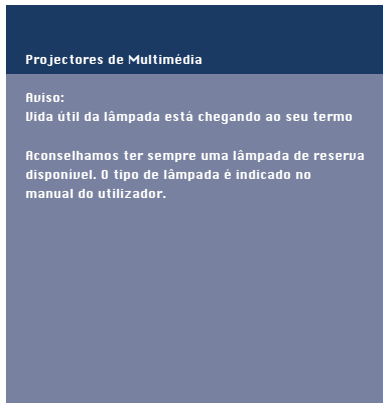 Projectores de Multimédia
Aviso:
Vida útil da lâmpada está chegando ao seu termo
Aconselhamos ter sempre uma lâmpada de reserva
disponível. O tipo de lâmpada é indicado no
manual do utilizador.